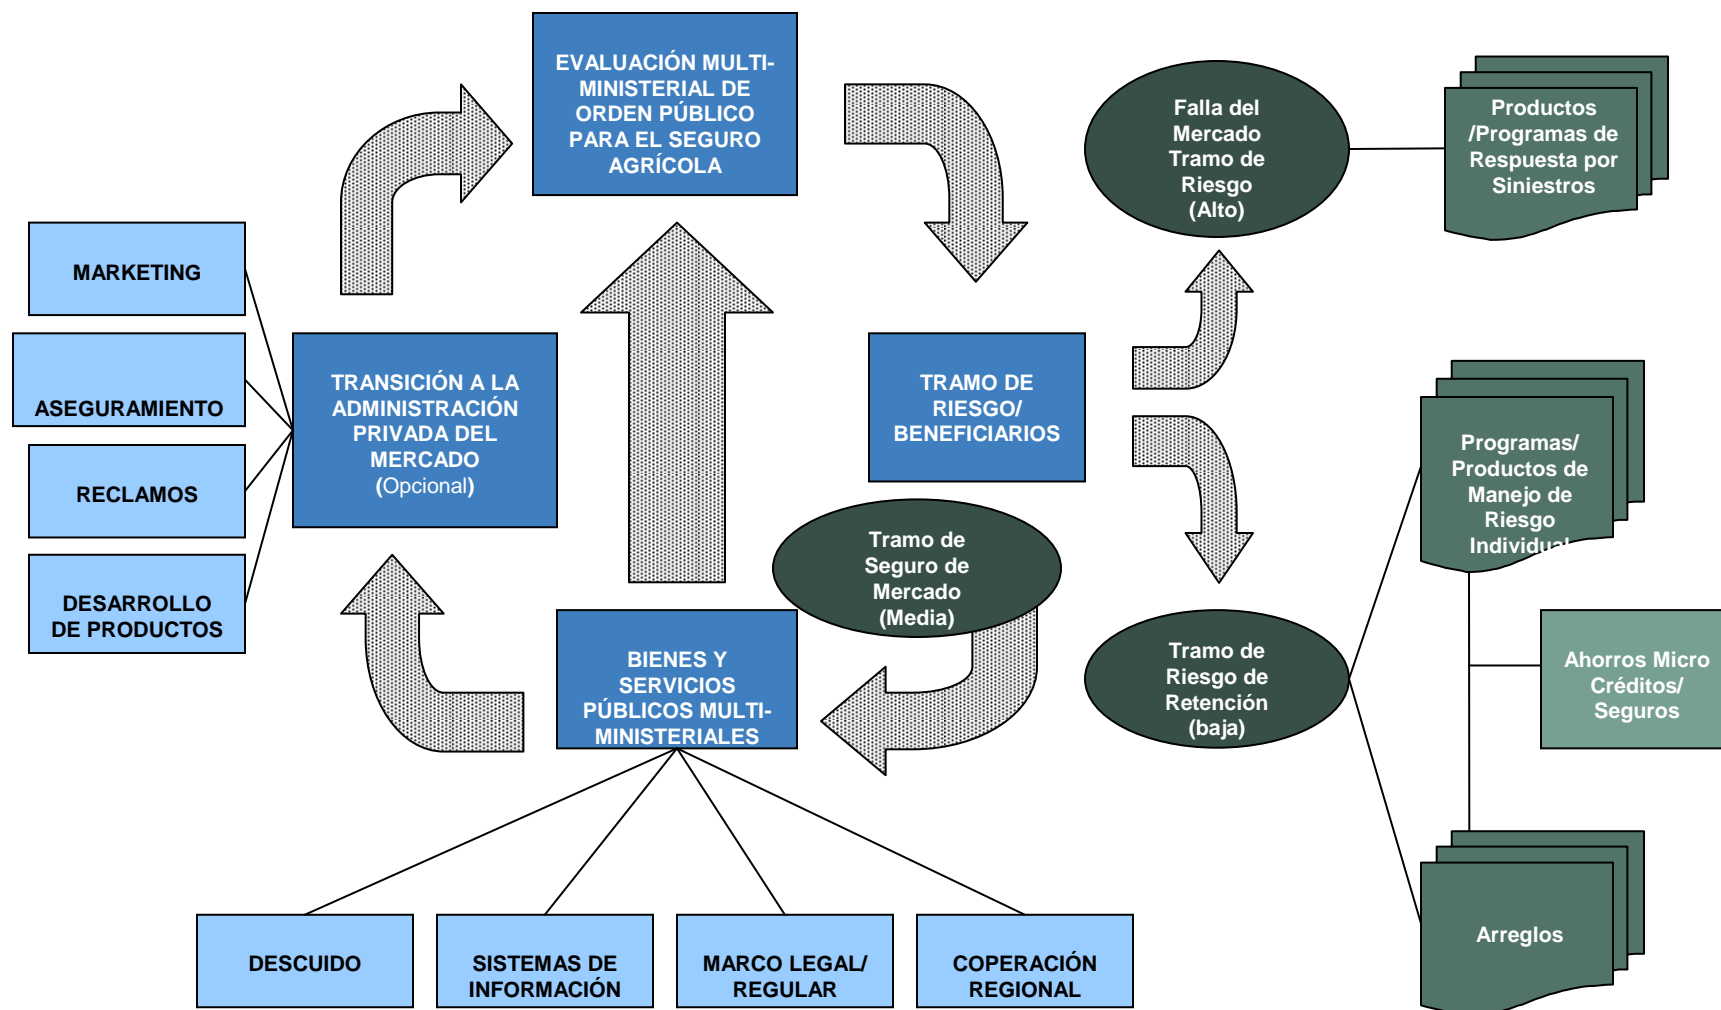 EVALUACIÓN MULTI-
MINISTERIAL DE
ORDEN PÚBLICO
PARA EL SEGURO
AGRÍCOLA
Falla del
Mercado
Tramo de
Riesgo
(Alto)
Productos
/Programas de
Respuesta por
Siniestros
MARKETING
ASEGURAMIENTO
RECLAMOS
DESARROLLO
DE PRODUCTOS
TRANSICIÓN A LA
ADMINISTRACIÓN
PRIVADA DEL
MERCADO
(Opcional)
TRAMO DE
RIESGO/
BENEFICIARIOS
Tramo de
Seguro de
Mercado
(Media)
Programas/
Productos de
Manejo de
Riesgo
Individual
BIENES Y
SERVICIOS
PÚBLICOS MULTI-
MINISTERIALES
Tramo de
Riesgo de
Retención
(baja)
Ahorros Micro
Créditos/
Seguros
Arreglos
DESCUIDO
SISTEMAS DE
INFORMACIÓN
MARCO LEGAL/
REGULAR
COPERACIÓN
REGIONAL